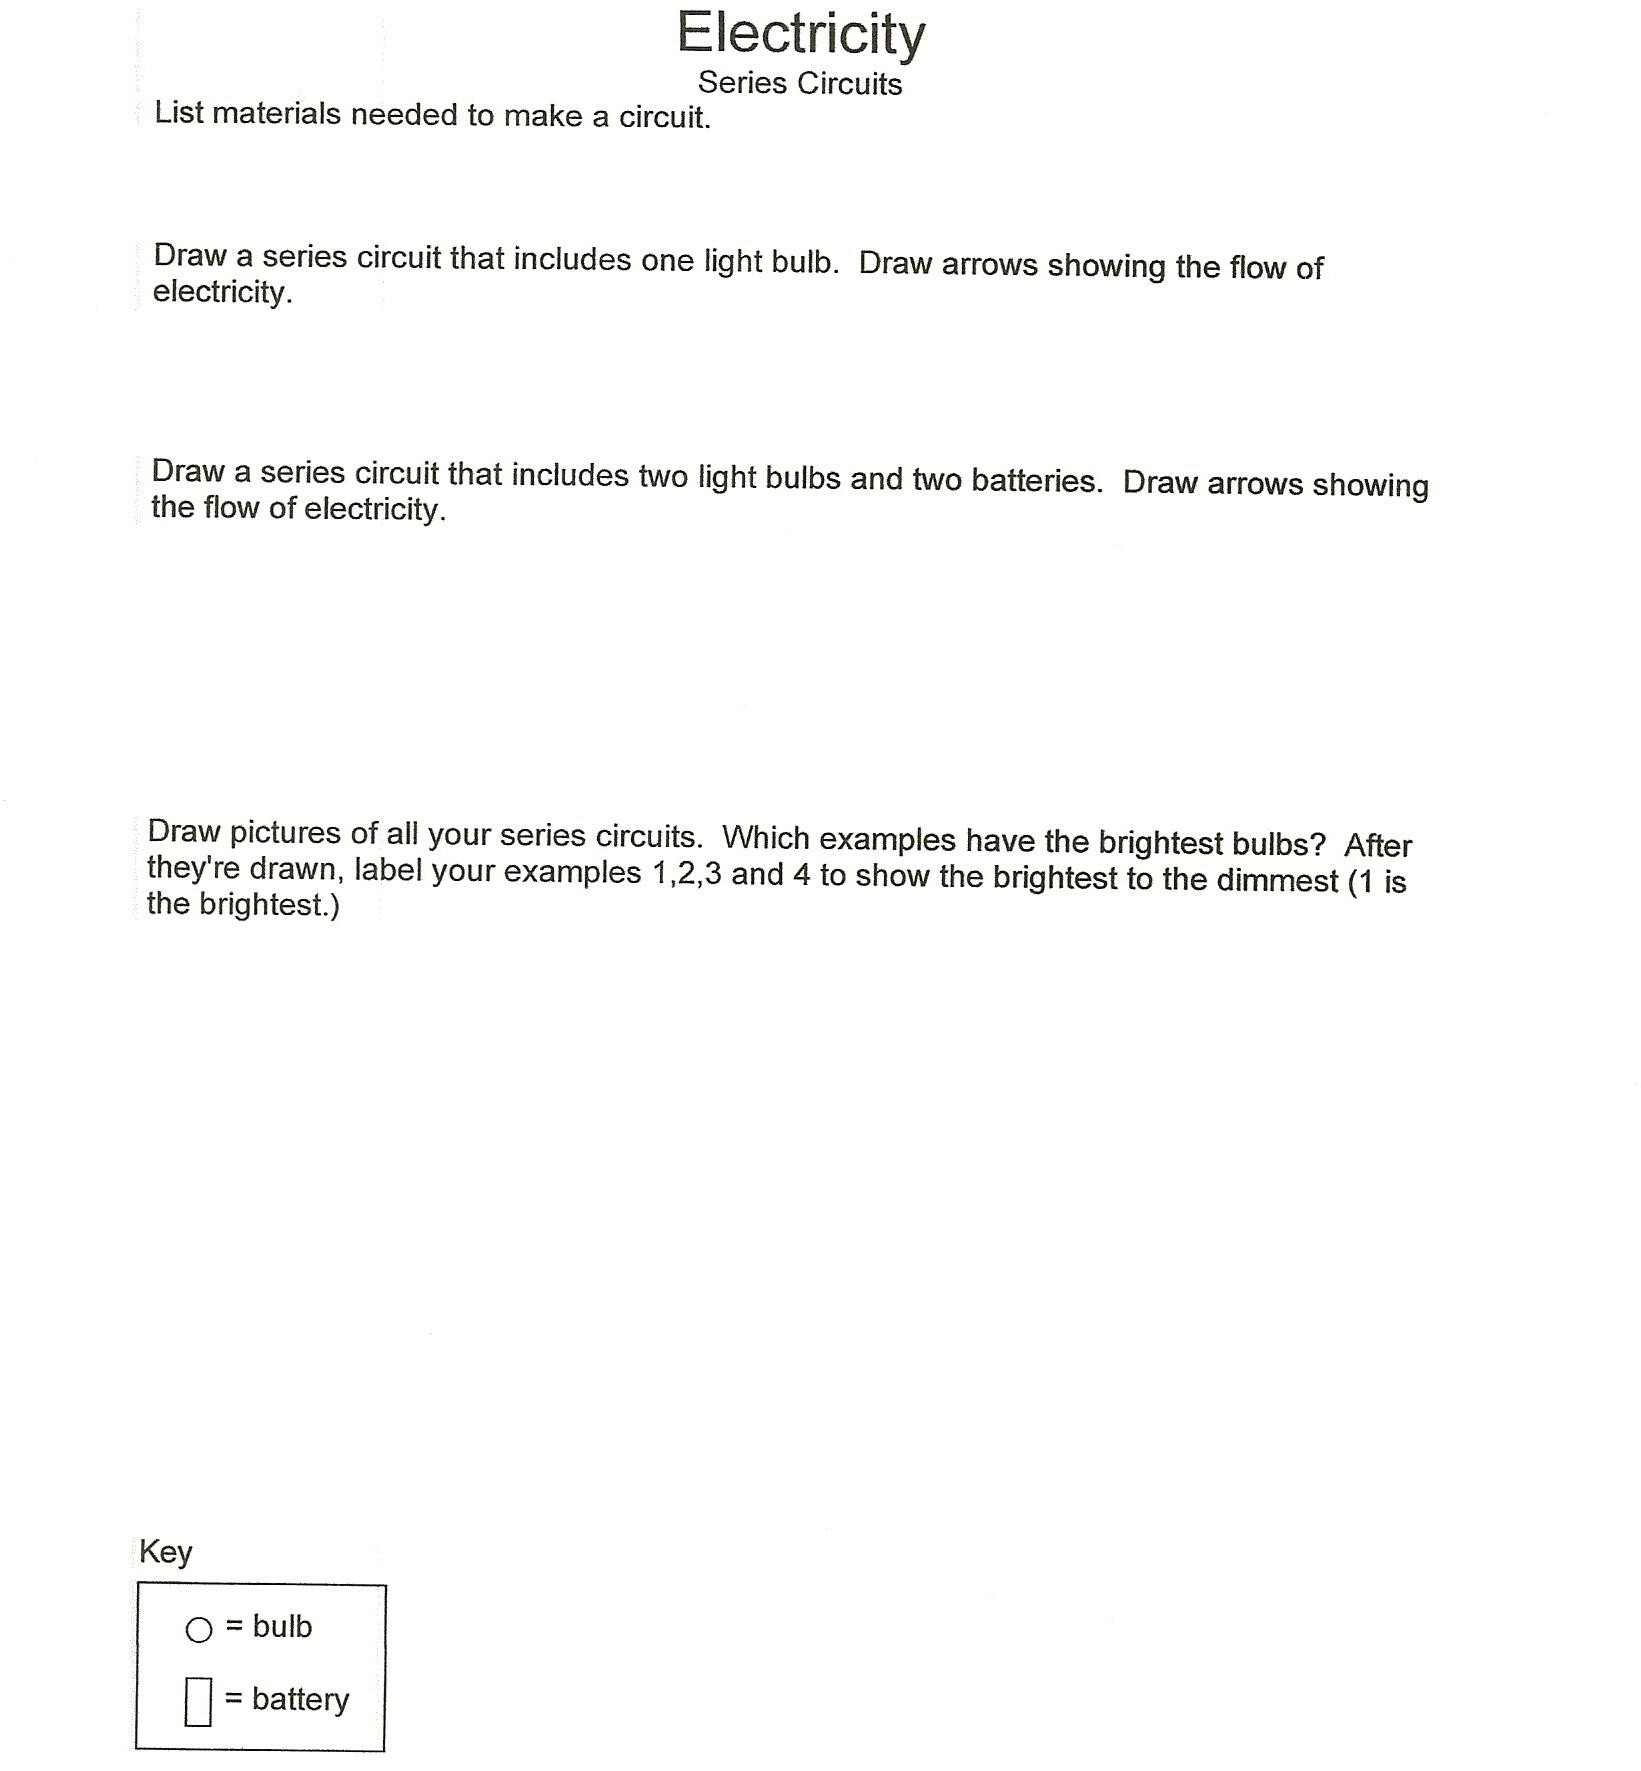 Electricity
Series Circuits
List materials needed to make a circuit.
Draw a series circuit that includes one light bulb.  Draw arrows showing the flow of
electricity.
Draw a series circuit that includes two light bulbs and two batteries.  Draw arrows showing
the flow of electricity.
Draw pictures of all your series circuits.  Which examples have the brightest bulbs?  After
they're drawn, label your examples 1,2,3 and 4 to show the brightest to the dimmest (1 is
the brightest.)
Key
= bulb
= battery